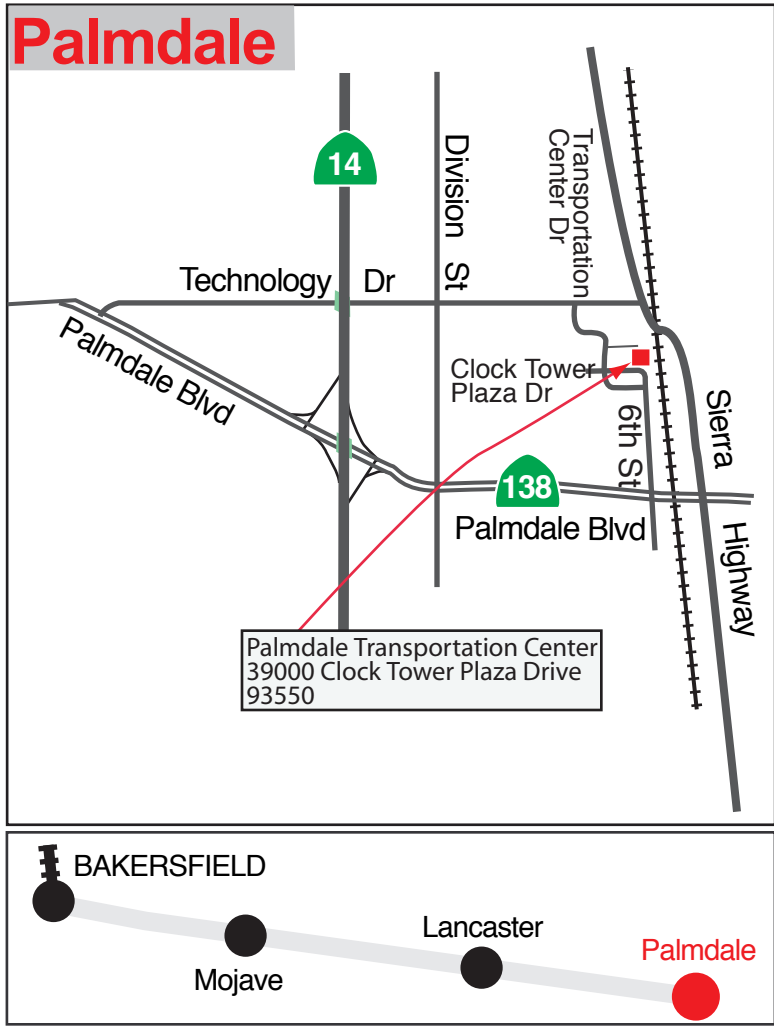 Palmdale
14
Division St
Transportation
Center Dr
Technology Dr
Palmdale Blvd
Clock Tower
Plaza Dr
6th St
Sierra Highway
138
Palmdale Blvd
Palmdale Transportation Center
39000 Clock Tower Plaza Drive
93550
BAKERSFIELD
Mojave
Lancaster
Palmdale